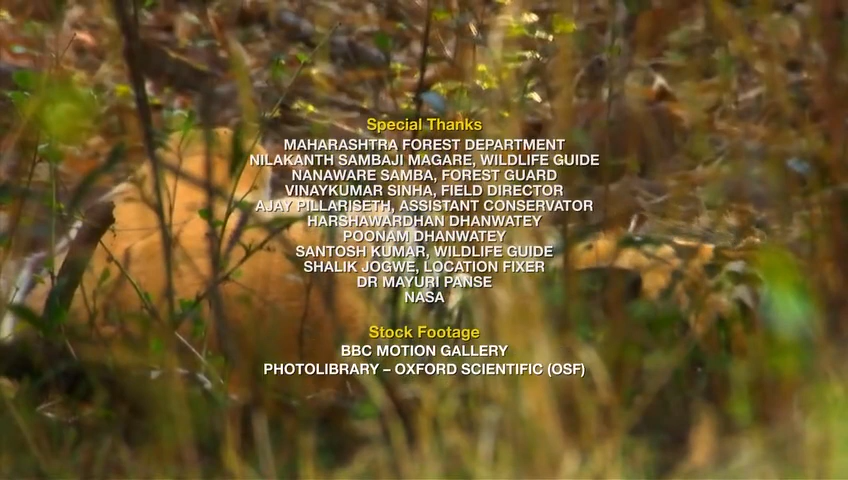 Special Thanks
MAHARASHTRA FOREST DEPARTMENT
NILAKANTH SAMBAJI MAGARE, WILDLIFE GUIDE
NANAWARE SAMBA, FOREST GUARD
VINAYKUMAR SINHA, FIELD DIRECTOR
AJAY PILLARISETH, ASSISTANT CONSERVATOR
HARSHAWARDHAN DHANWATEY
POONAM DHANWATEY
SANTOSH KUMAR, WILDLIFE GUIDE
SHALIK JOGWE, LOCATION FIXER
DR MAYURI PANSE
NASA
Stock Footage
BBC MOTION GALLERY
PHOTOLIBRARY – OXFORD SCIENTIFIC (OSF)